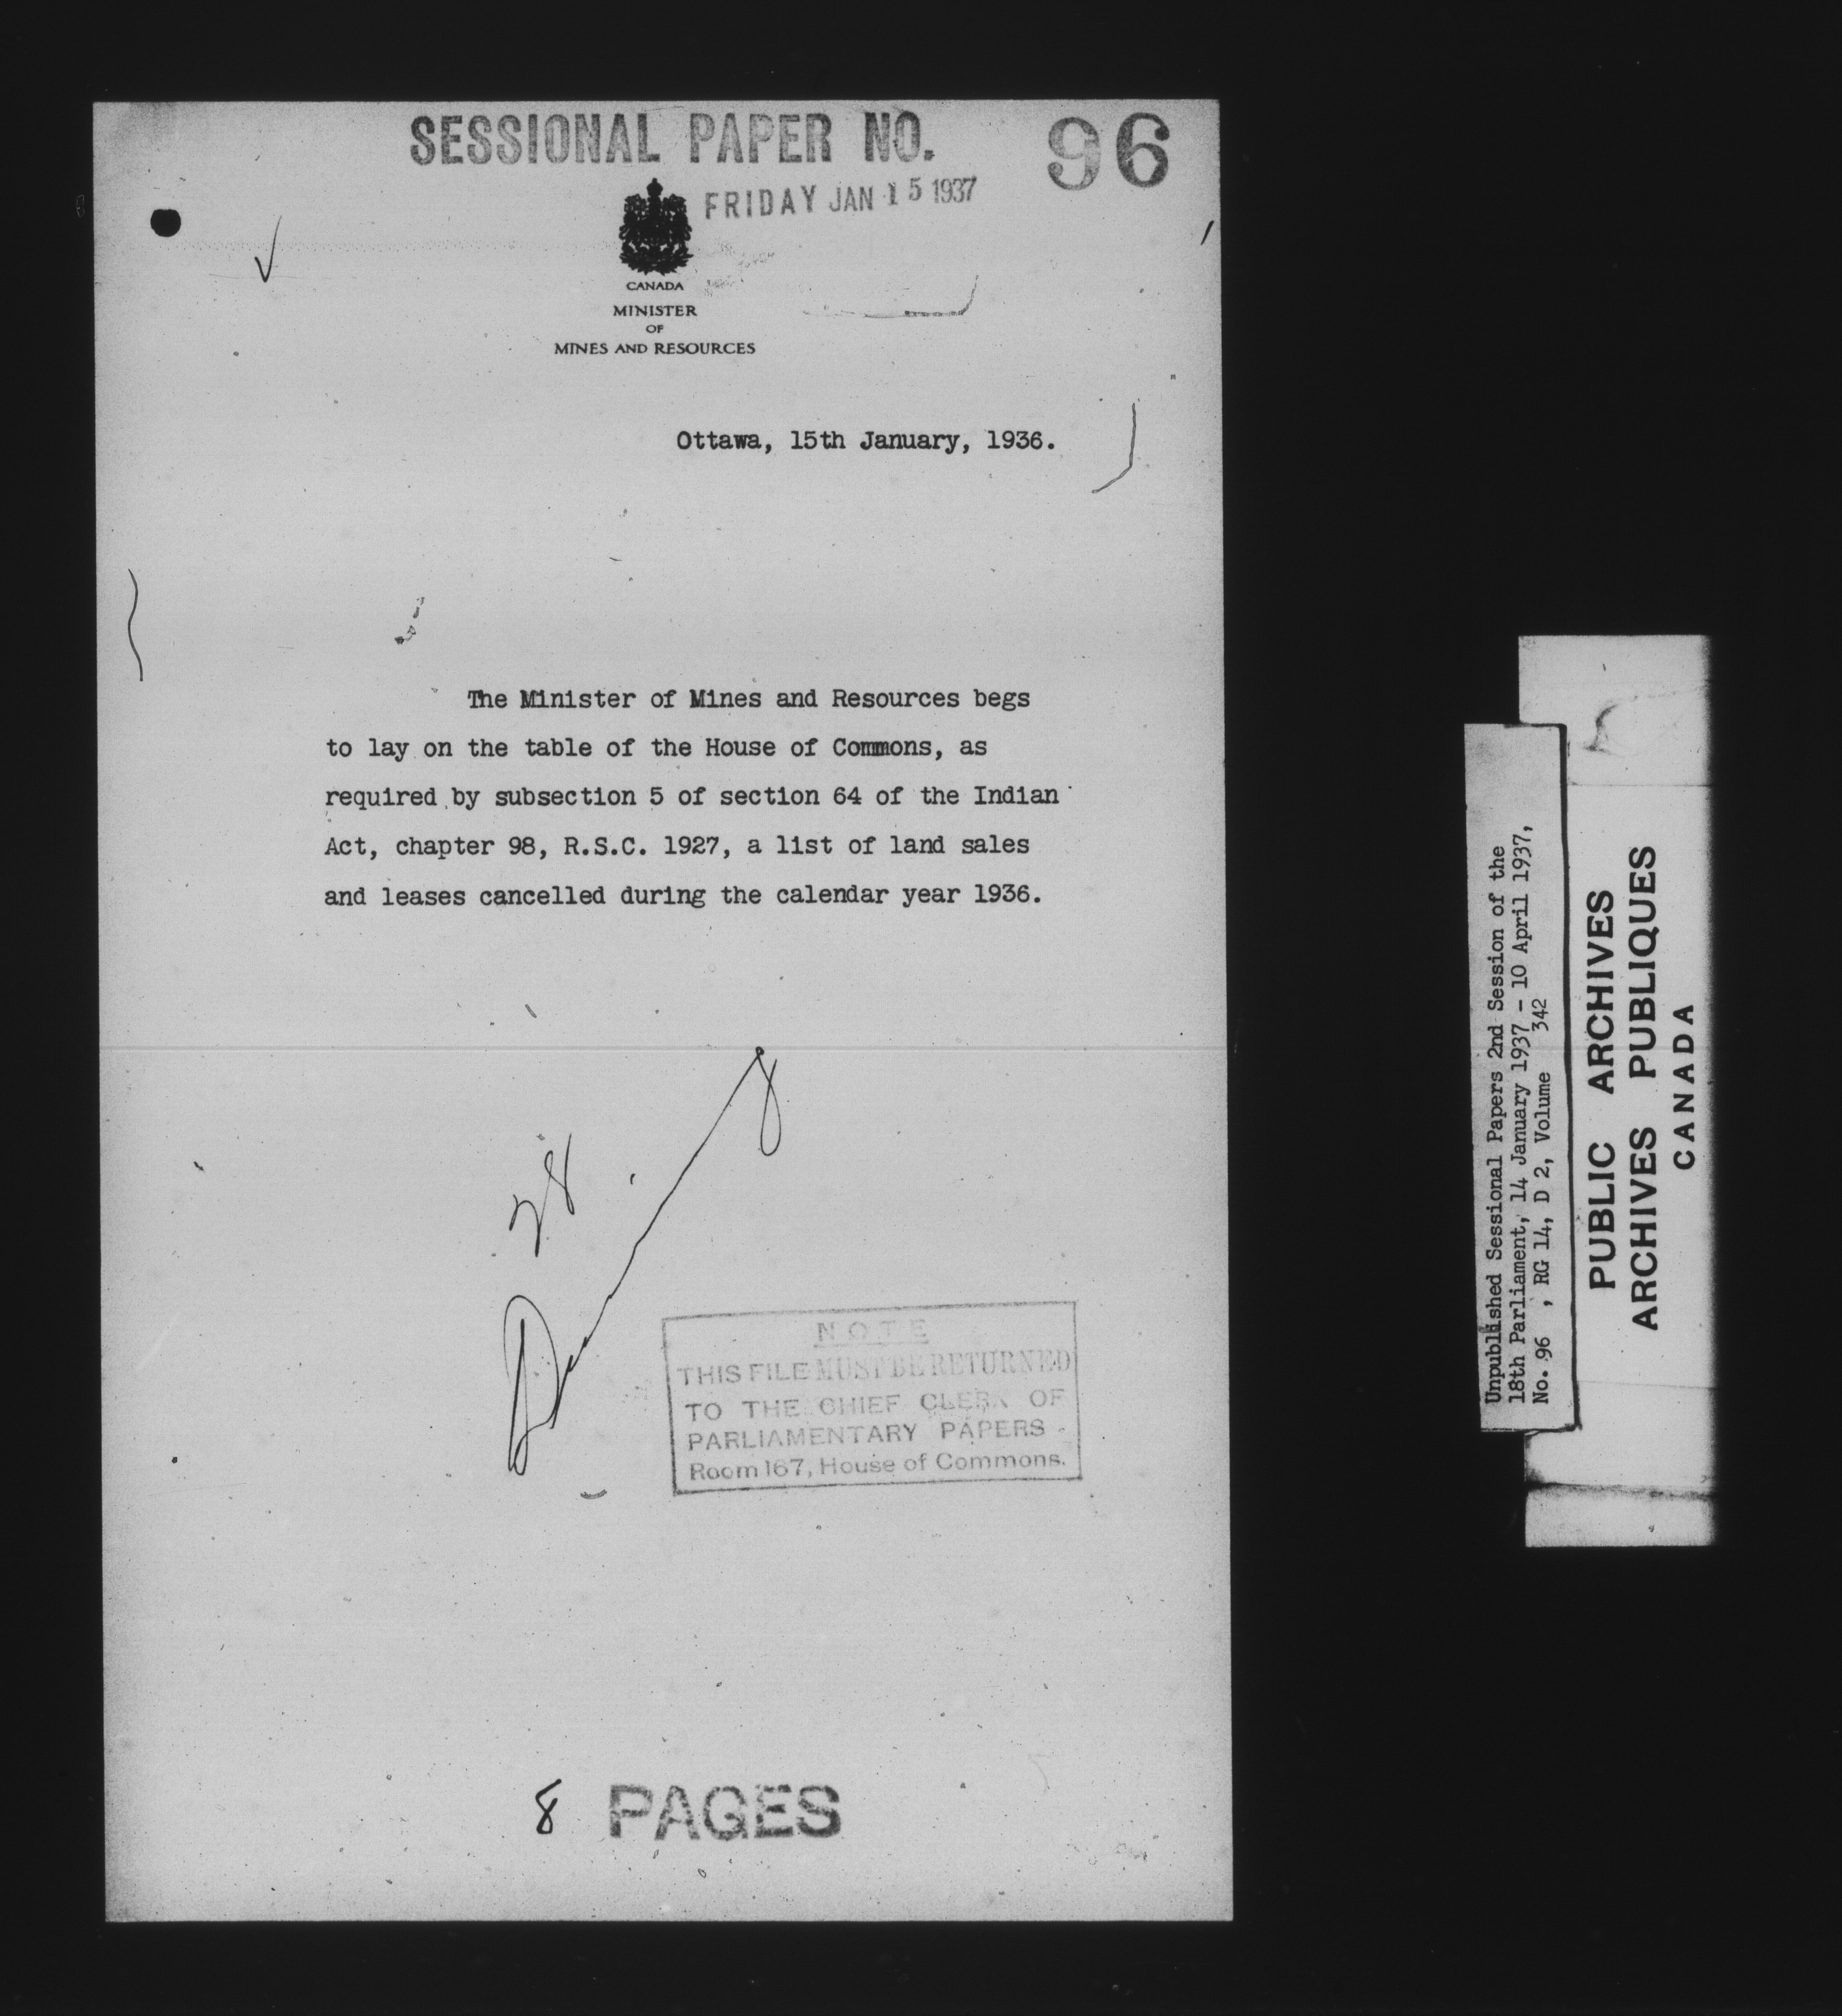 SESSIONAL PAPER NO. 96
FRIDAY JAN 15 1937
CANADA
MINISTER
OF
MINES AND RESOURCES
Ottawa, 15th January, 1936.
The Minister of Mines and Resources begs
to lay on the table of the House of Commons, as
required by subsection 5 of section 64 of the Indian
Act, chapter 98, R.S.C. 1927, a list of land sales
and leases cancelled during the calendar year 1936.
28
NOTE
THIS FILE MUST BE RETURNED
TO THE CHIEF CLERK OF
PARLIAMENTARY PAPERS -
Room 167, House of Commons.
8 PAGES
Unpublished Sessional Papers 2nd Session of the
18th Parliament, 14 January 1937 - 10 April 1937,
No. 96 , RG 14, D 2, Volume 342
PUBLIC ARCHIVES
ARCHIVES PUBLIQUES
CANADA